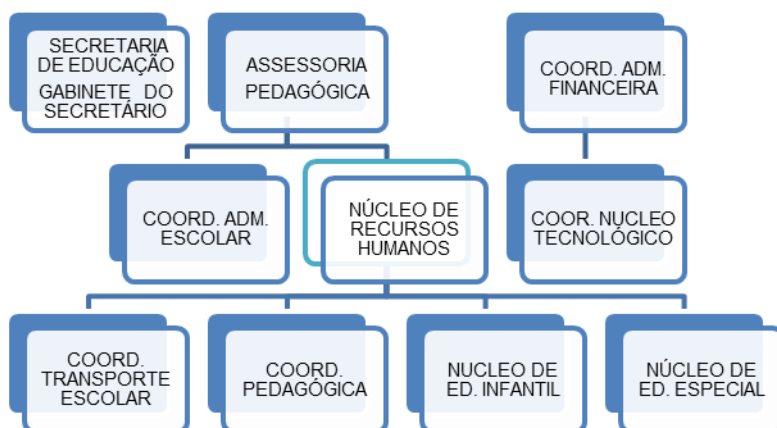 SECRETARIA
DE EDUCAÇÃO
GABINETE DO
SECRETÁRIO
ASSESSORIA
PEDAGÓGICA
COORD. ADM.
FINANCEIRA
COORD. ADM.
ESCOLAR
NÚCLEO DE
RECURSOS
HUMANOS
COOR. NUCLEO
TECNOLÓGICO
COORD.
TRANSPORTE
ESCOLAR
COORD.
PEDAGÓGICA
NUCLEO DE
ED. INFANTIL
NÚCLEO DE
ED. ESPECIAL